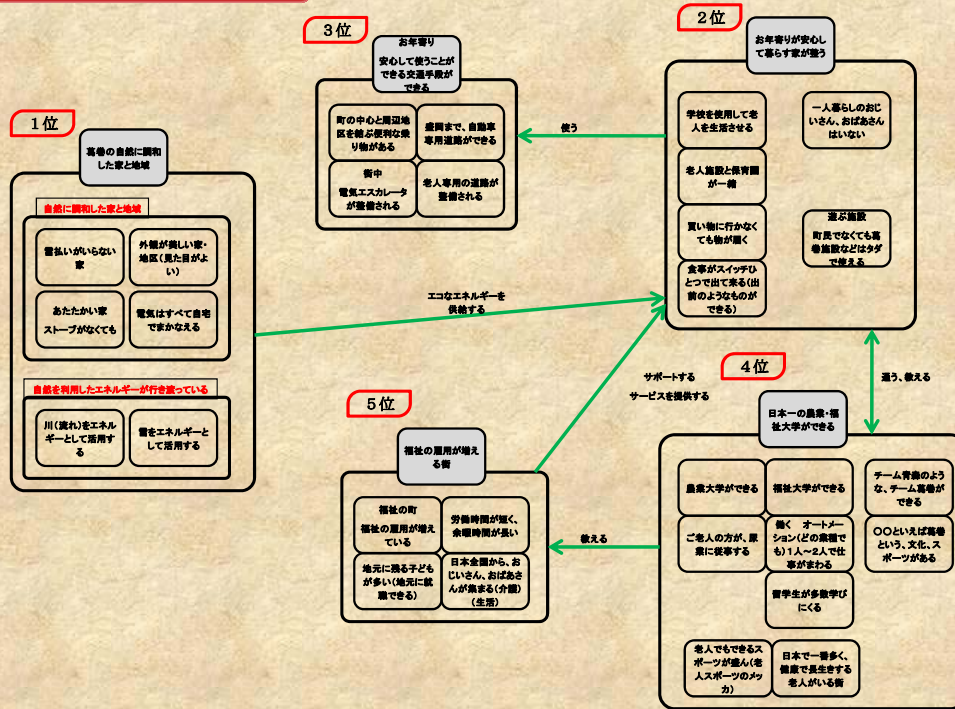 1位
葛巻の自然に調和
した家と地域
自然に調和した家と地域
雪払いがいらない
家
外観が美しい家・
地区(見た目がよ
い)
あたたかい家
ストーブがなくても
電気はすべて自宅
でまかなえる
自然を利用したエネルギーが行き渡っている
川(流れ)をエネル
ギーとして活用す
る
雪をエネルギーと
して活用する
3位
お年寄り
安心して使うことが
できる交通手段が
できる
町の中心と周辺地
区を結ぶ便利な乗
り物がある
盛岡まで、自動車
専用道路ができる
街中
電気エスカレータ
が整備される
老人専用の道路が
整備される
使う
2位
お年寄りが安心し
て暮らす家が整う
学校を使用して老
人を生活させる
一人暮らしのおじ
いさん、おばあさん
はいない
老人施設と保育園
が一緒
買い物に行かなく
ても物が届く
遊ぶ施設
町民でなくても葛
巻施設などはタダ
で使える
食事がスイッチひ
とつで出て来る(出
前のようなものが
できる)
エコなエネルギーを
供給する
サポートする
サービスを提供する
通う、教える
5位
福祉の雇用が増え
る街
福祉の町
福祉の雇用が増え
ている
労働時間が短く、
余暇時間が長い
地元に残る子ども
が多い(地元に就
職できる)
日本全国から、お
じいさん、おばあさ
んが集まる(介護)
(生活)
教える
4位
日本一の農業・福
祉大学ができる
農業大学ができる
福祉大学ができる
チーム青森のよう
な、チーム葛巻が
できる
ご老人の方が、農
業に従事する
働く オートメー
ション(どの業種で
も)1人~2人で仕
事がまわる
〇〇といえば葛巻
という、文化、ス
ポーツがある
留学生が多数学び
にくる
老人でもできるス
ポーツが盛ん(老
人スポーツのメッ
カ)
日本で一番多く、
健康で長生きする
老人がいる街